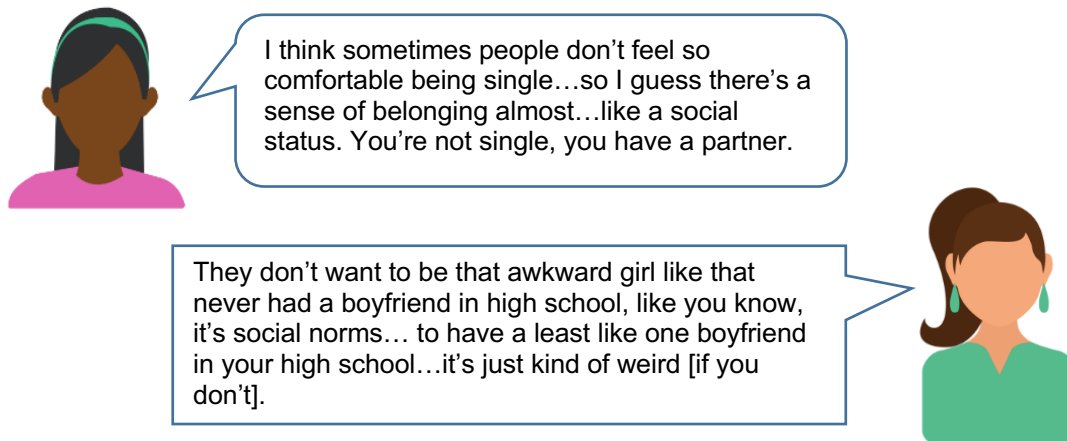 I think sometimes people don’t feel so
comfortable being single…so I guess there’s a
sense of belonging almost…like a social
status. You’re not single, you have a partner.
They don’t want to be that awkward girl like that
never had a boyfriend in high school, like you know,
it’s social norms… to have a least like one boyfriend
in your high school…it’s just kind of weird [if you
don’t].